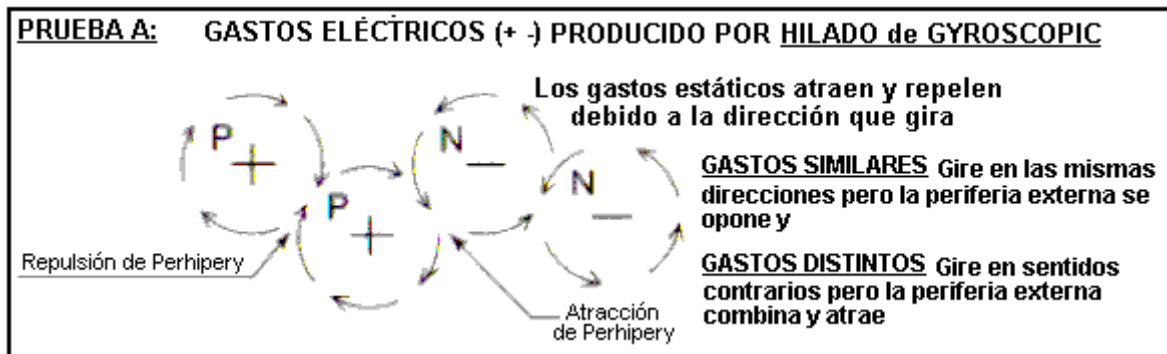 PRUEBA A: GASTOS ELÉCTRICOS (+ -) PRODUCIDO POR HILADO de GYROSCOPIC
Los gastos estáticos atraen y repelen
debido a la dirección que gira
P
+
N
–
P
+
N
–
GASTOS SIMILARES Gire en las mismas
direcciones pero la periferia externa se
opone y
Repulsión de Perhipery
GASTOS DISTINTOS Gire en sentidos
contrarios pero la periferia externa
combina y atrae
Atracción
de Perhipery